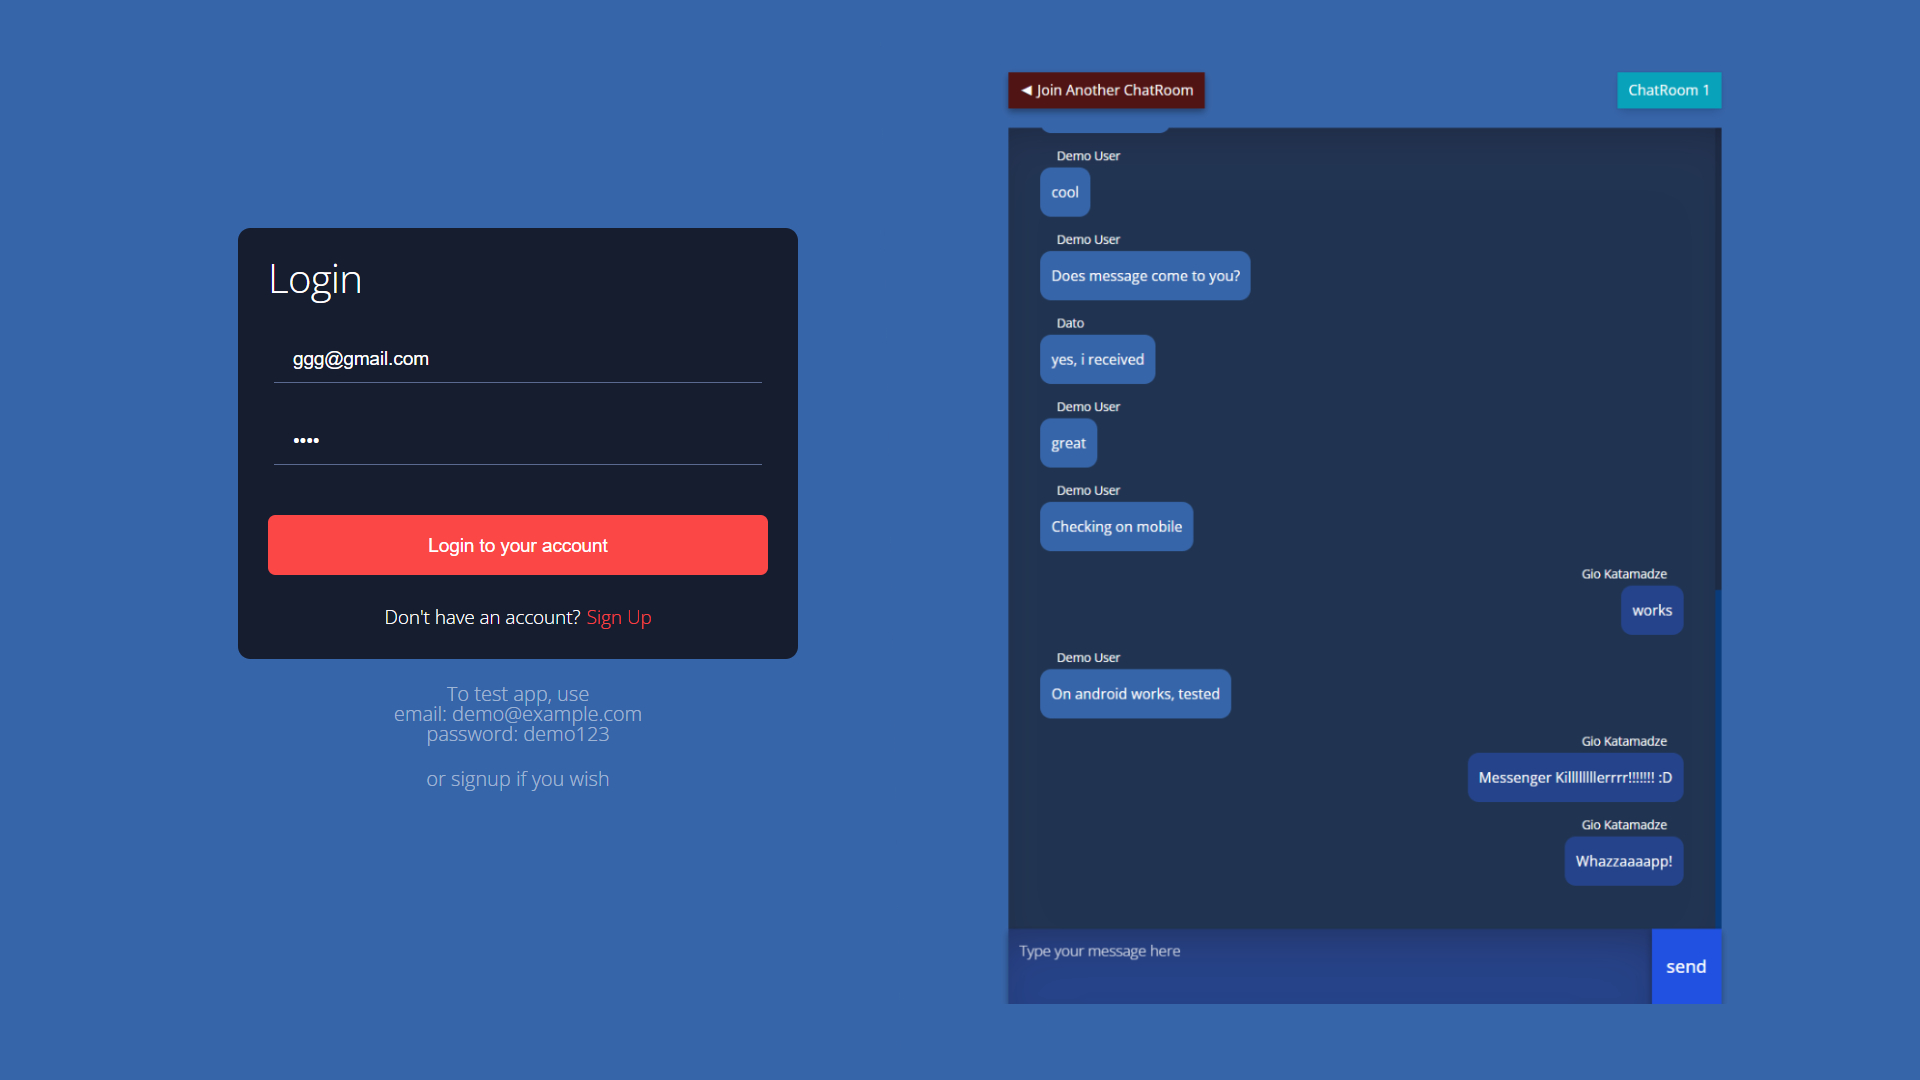 Login
ggg@gmail.com
••••
Login to your account
Don't have an account? Sign Up
To test app, use
email: demo@example.com
password: demo123
or signup if you wish
◀ Join Another ChatRoom
ChatRoom 1
Demo User
cool
Demo User
Does message come to you?
Dato
yes, i received
Demo User
great
Demo User
Checking on mobile
Gio Katamadze
works
Demo User
On android works, tested
Gio Katamadze
Messenger Killlllllllerrrr!!!!!!! :D
Gio Katamadze
Whazzaaaapp!
Type your message here
send